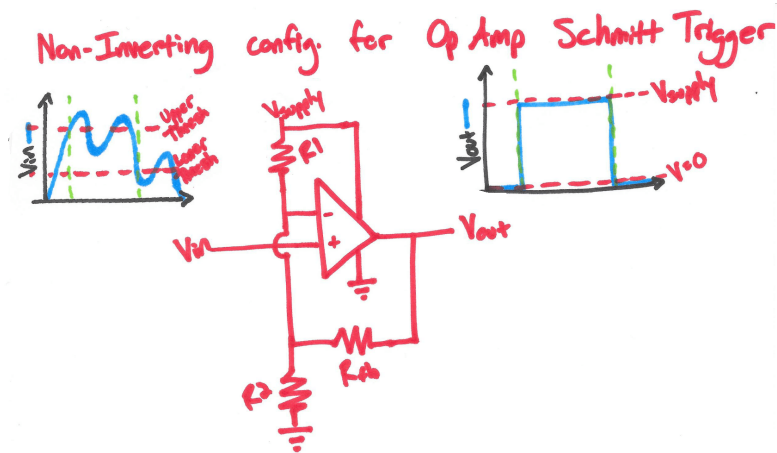 Non-Inverting config. for Op Amp Schmitt Trigger
Vin
Upper
Thresh
Lower
Thresh
Vsupply
R1
-
+
Vin
Vout
Rfb
R2
Vout
Vsupply
V=0